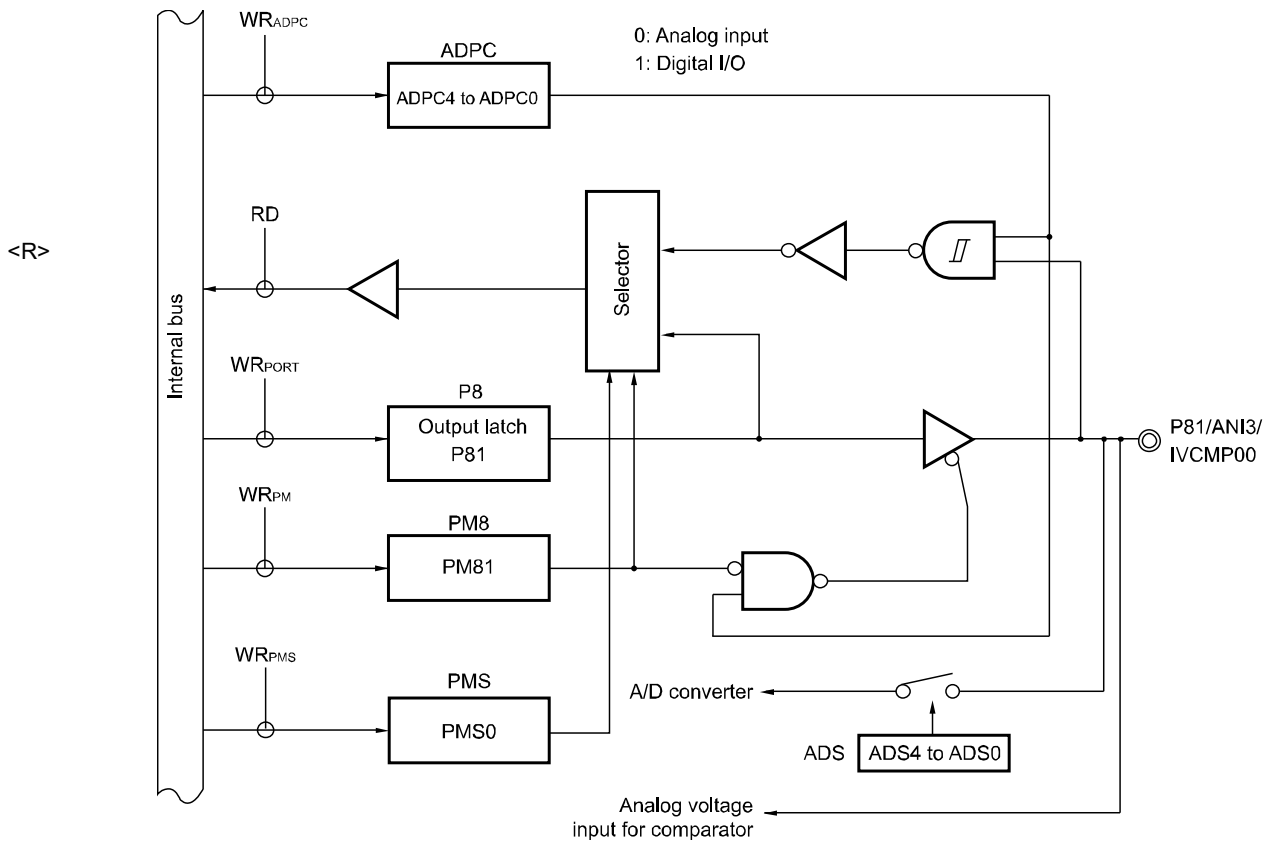 WRADPC
ADPC
0: Analog input
1: Digital I/O
ADPC4 to ADPC0
<R>
RD
Selector
Internal bus
WRPORT
P8
Output latch
P81
P81/ANI3/
IVCMP00
WRPM
PM8
PM81
WRPMS
PMS
PMS0
A/D converter
ADS
ADS4 to ADS0
Analog voltage
input for comparator